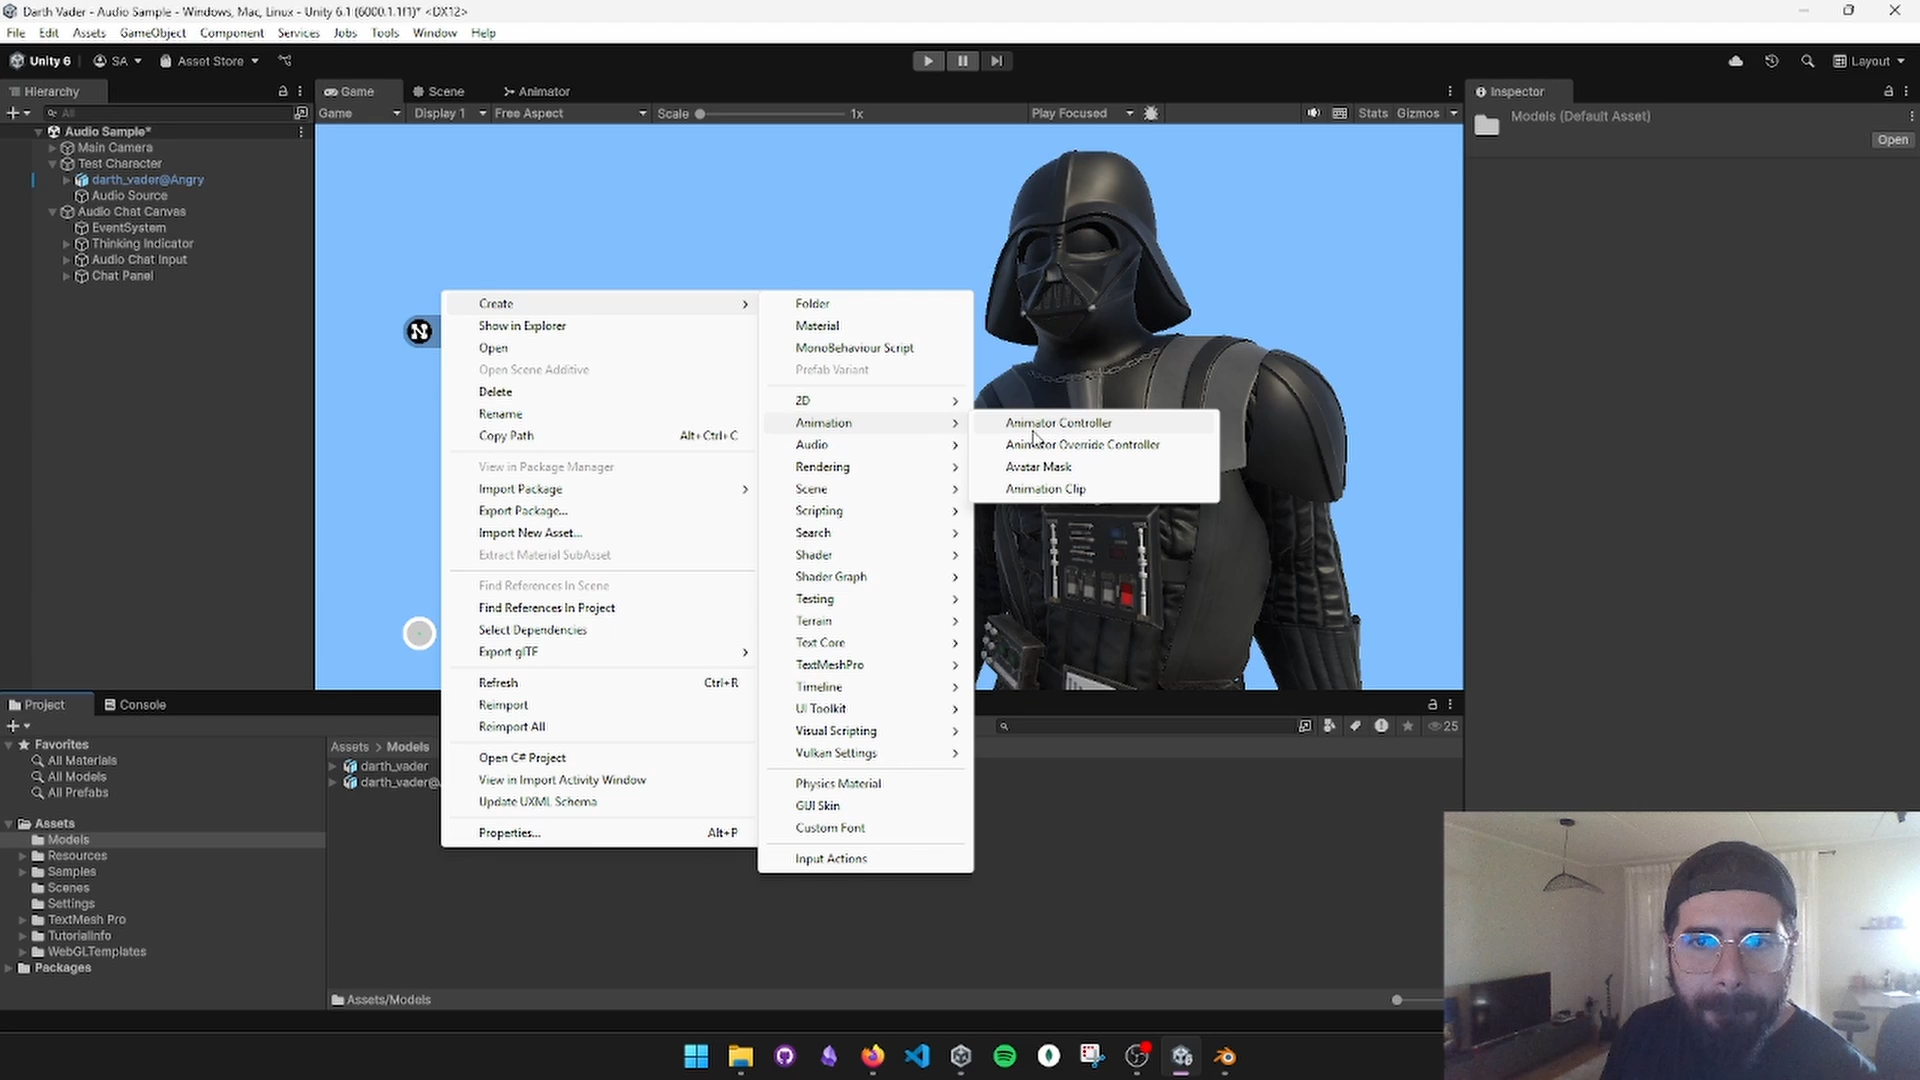 Darth Vader - Audio Sample - Windows, Mac, Linux - Unity 6.1 (6000.1.1f1)* <DX12>
File Edit Assets GameObject Component Services Jobs Tools Window Help
Unity 6 SA Asset Store Layout
Hierarchy Game Scene Animator Inspector
All Game Display 1 Free Aspect Scale 1x Play Focused Stats Gizmos
Models (Default Asset)
Open
Audio Sample*
Main Camera
Test Character
darth_vader@Angry
Audio Source
Audio Chat Canvas
EventSystem
Thinking Indicator
Audio Chat Input
Chat Panel
N
Create
Show in Explorer
Open
Open Scene Additive
Delete
Rename
Copy Path Alt+Ctrl+C
View in Package Manager
Import Package
Export Package...
Import New Asset...
Extract Material SubAsset
Find References In Scene
Find References In Project
Select Dependencies
Export glTF
Refresh Ctrl+R
Reimport
Reimport All
Open C# Project
View in Import Activity Window
Update UXML Schema
Properties... Alt+P
Folder
Material
MonoBehaviour Script
Prefab Variant
2D
Animation
Audio
Rendering
Scene
Scripting
Search
Shader
Shader Graph
Testing
Terrain
Text Core
TextMeshPro
Timeline
UI Toolkit
Visual Scripting
Vulkan Settings
Physics Material
GUI Skin
Custom Font
Input Actions
Animator Controller
Animator Override Controller
Avatar Mask
Animation Clip
Project Console
25
Favorites
All Materials
All Models
All Prefabs
Assets
Models
Resources
Samples
Scenes
Settings
TextMesh Pro
TutorialInfo
WebGLTemplates
Packages
Assets > Models
darth_vader
darth_vader@
Assets/Models